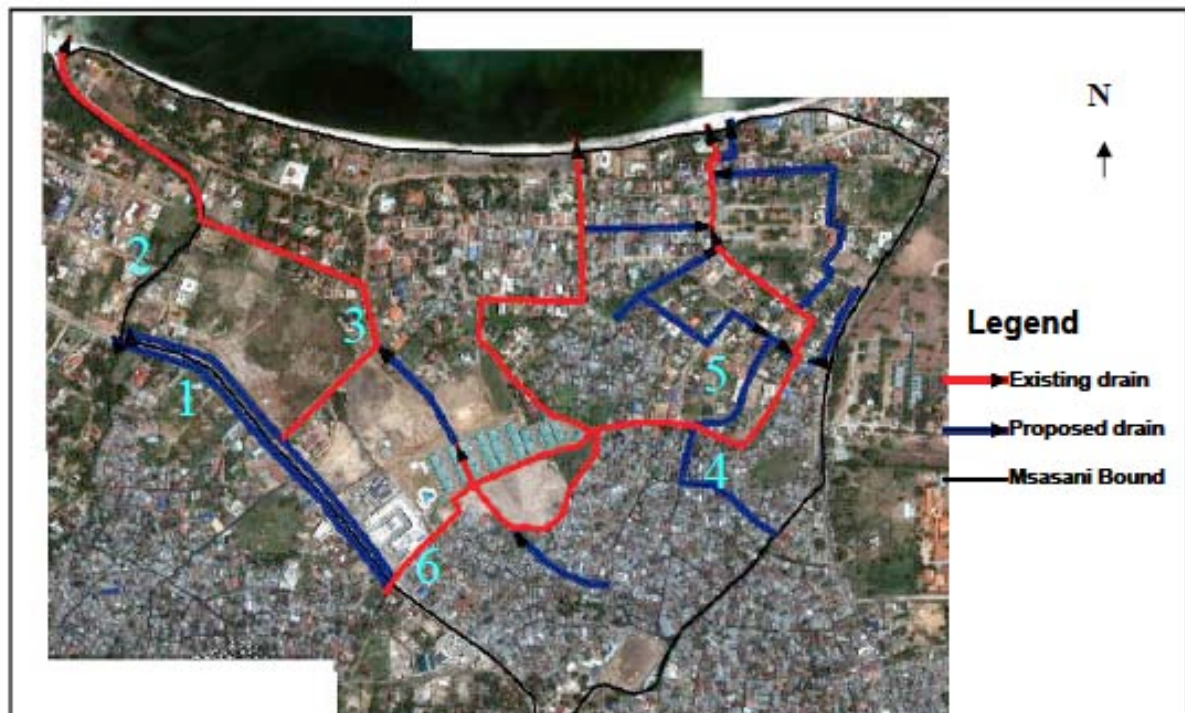 N
Legend
Existing drain
Proposed drain
Msasani Bound
2
3
1
5
4
6